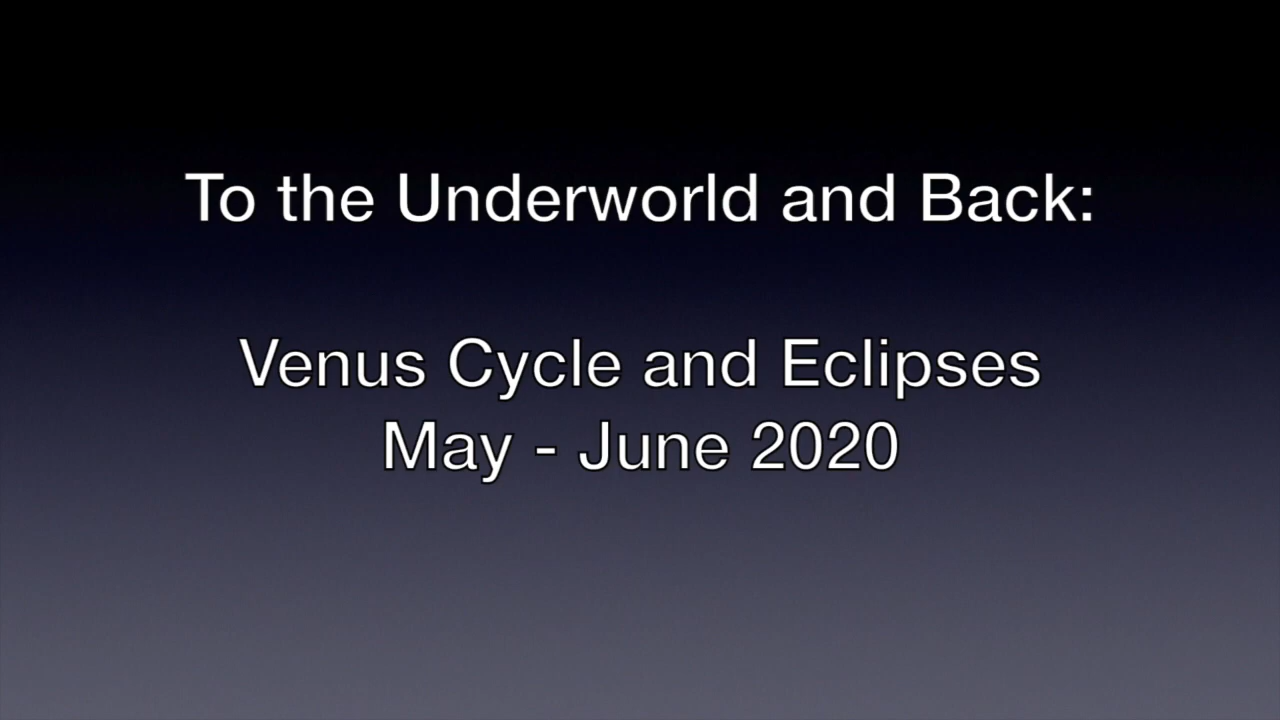 To the Underworld and Back:
Venus Cycle and Eclipses
May - June 2020